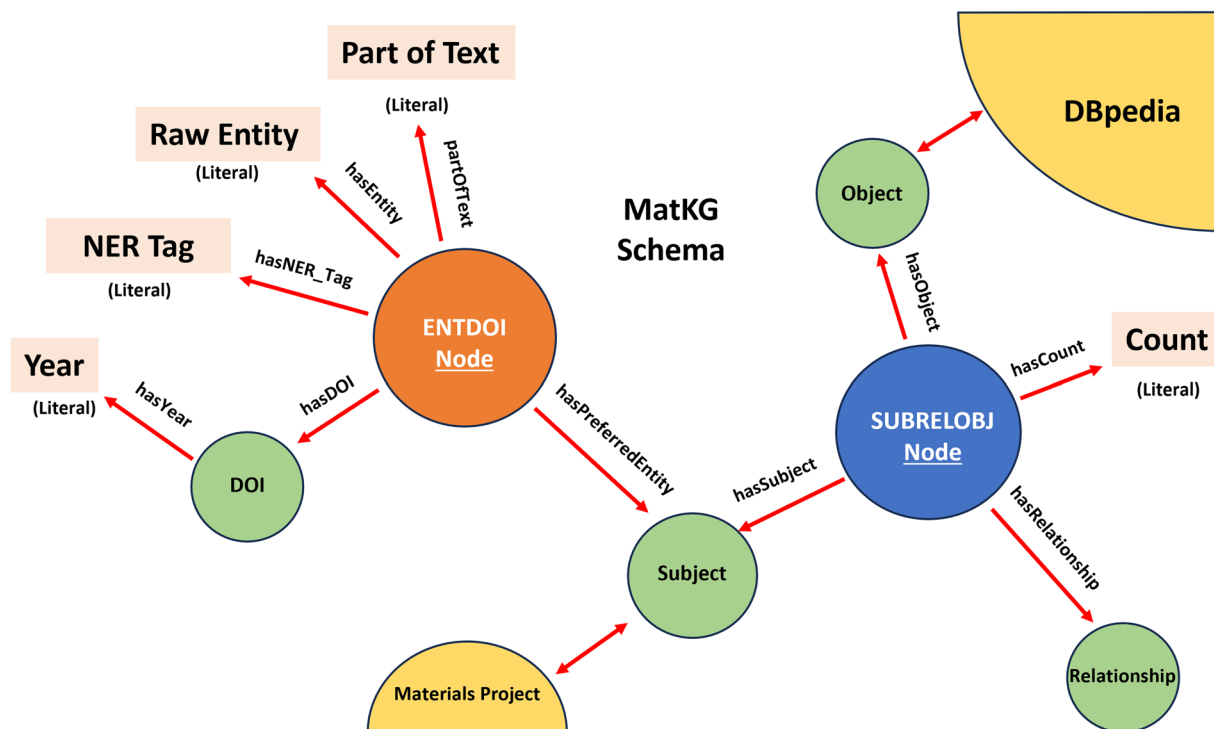 Part of Text
(Literal)
Raw Entity
(Literal)
NER Tag
(Literal)
Year
(Literal)
partOfText
hasEntity
hasNER_Tag
hasYear
hasDOI
ENTDOI
Node
DOI
hasPreferredEntity
MatKG
Schema
DBpedia
Object
hasObject
hasCount
Count
(Literal)
SUBRELOBJ
Node
hasSubject
hasRelationship
Subject
Relationship
Materials Project